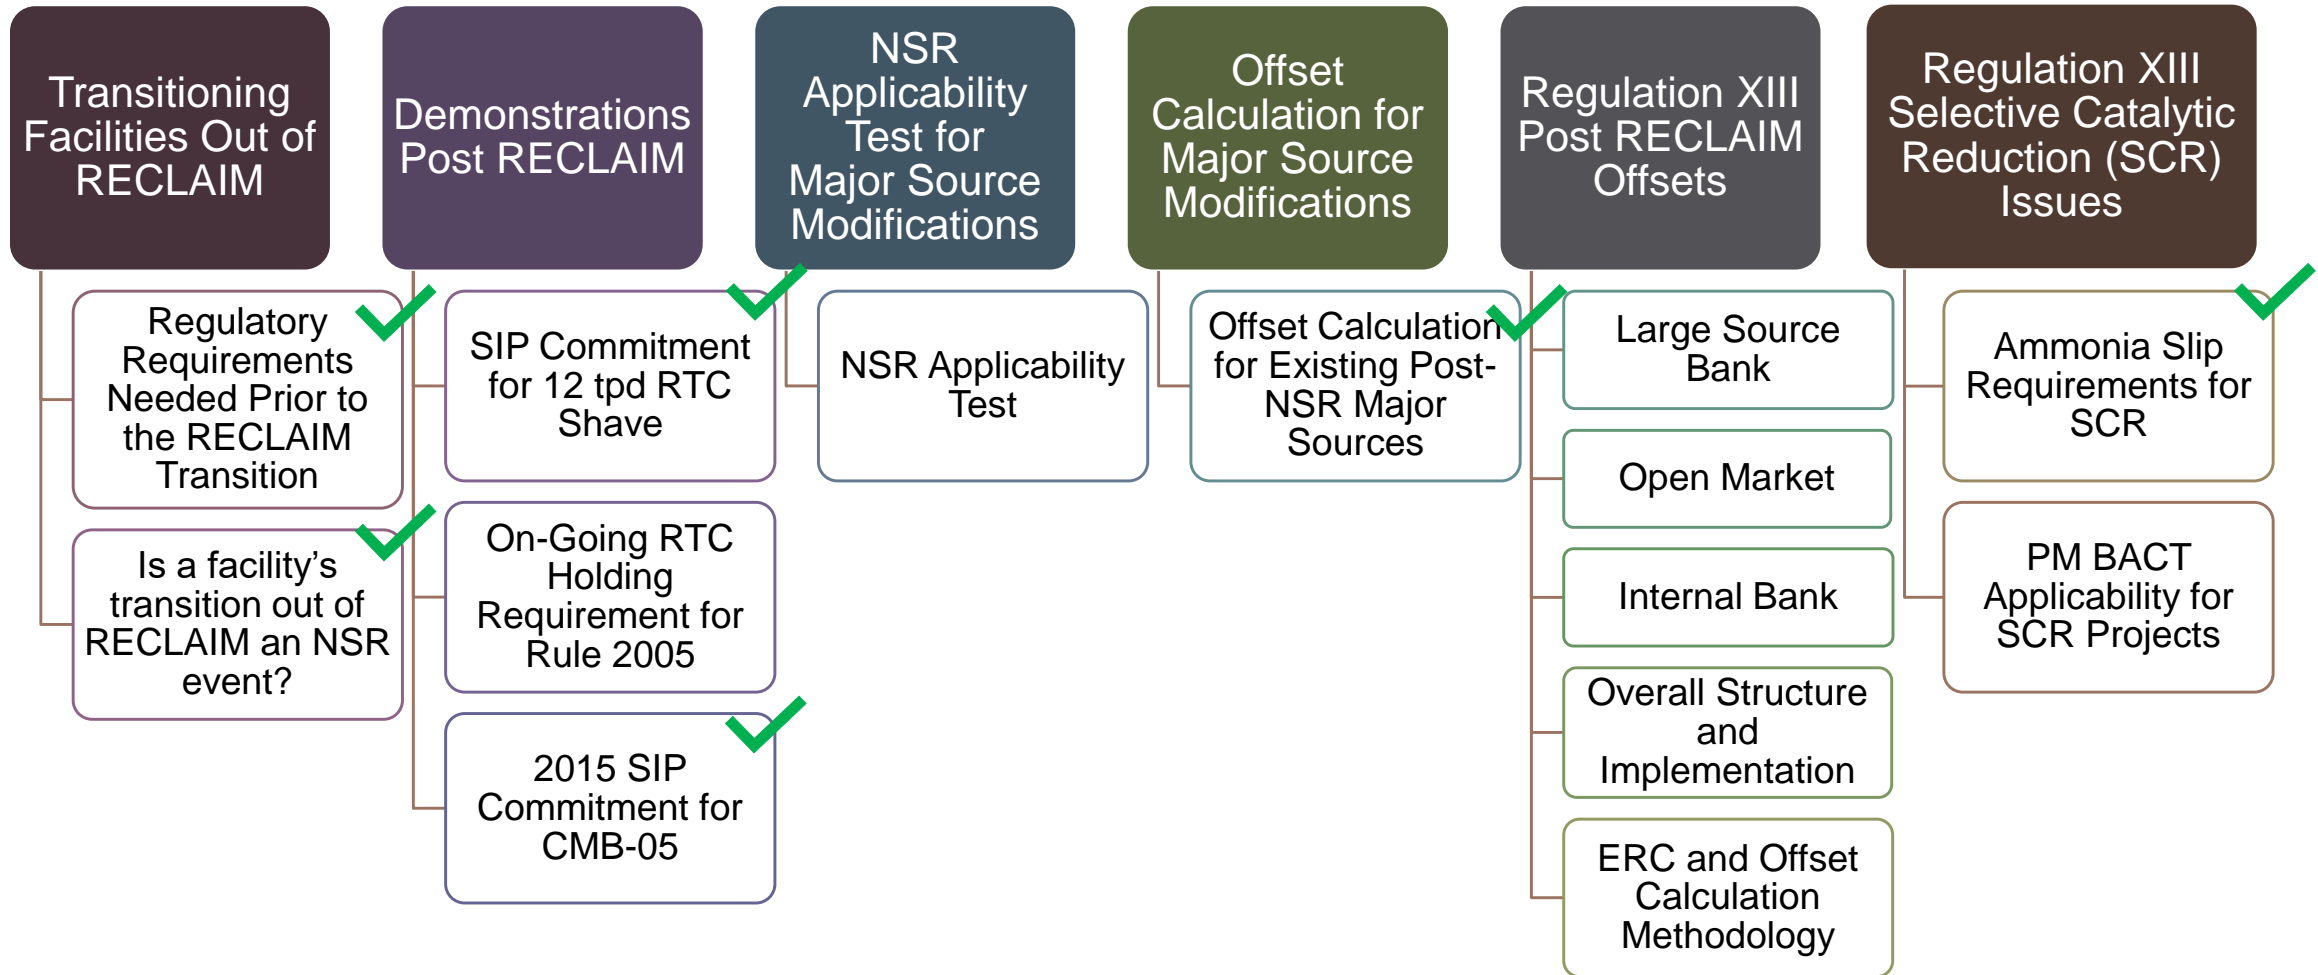 Transitioning
Facilities Out of
RECLAIM
Regulatory
Requirements
Needed Prior to
the RECLAIM
Transition
Is a facility’s
transition out of
RECLAIM an NSR
event?
Demonstrations
Post RECLAIM
SIP Commitment
for 12 tpd RTC
Shave
On-Going RTC
Holding
Requirement for
Rule 2005
2015 SIP
Commitment for
CMB-05
NSR
Applicability
Test for
Major Source
Modifications
NSR Applicability
Test
Offset
Calculation for
Major Source
Modifications
Offset Calculation
for Existing Post-
NSR Major
Sources
Regulation XIII
Post RECLAIM
Offsets
Large Source
Bank
Open Market
Internal Bank
Overall Structure
and
Implementation
ERC and Offset
Calculation
Methodology
Regulation XIII
Selective Catalytic
Reduction (SCR)
Issues
Ammonia Slip
Requirements for
SCR
PM BACT
Applicability for
SCR Projects